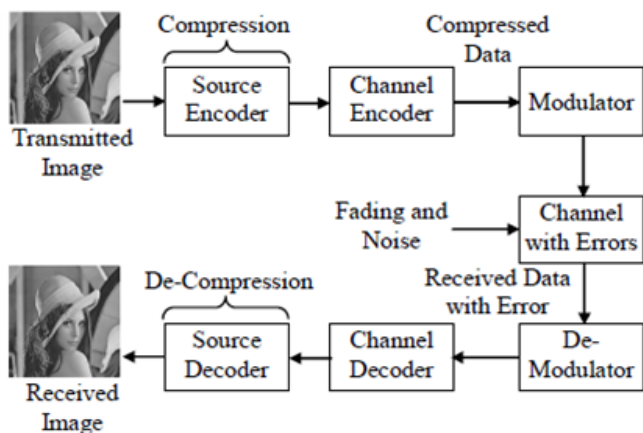 Compression
Compressed
Data
Source
Encoder
Channel
Encoder
Modulator
Transmitted
Image
Fading and
Noise
Channel
with Errors
Received Data
with Error
De-Compression
Source
Decoder
Channel
Decoder
De-
Modulator
Received
Image